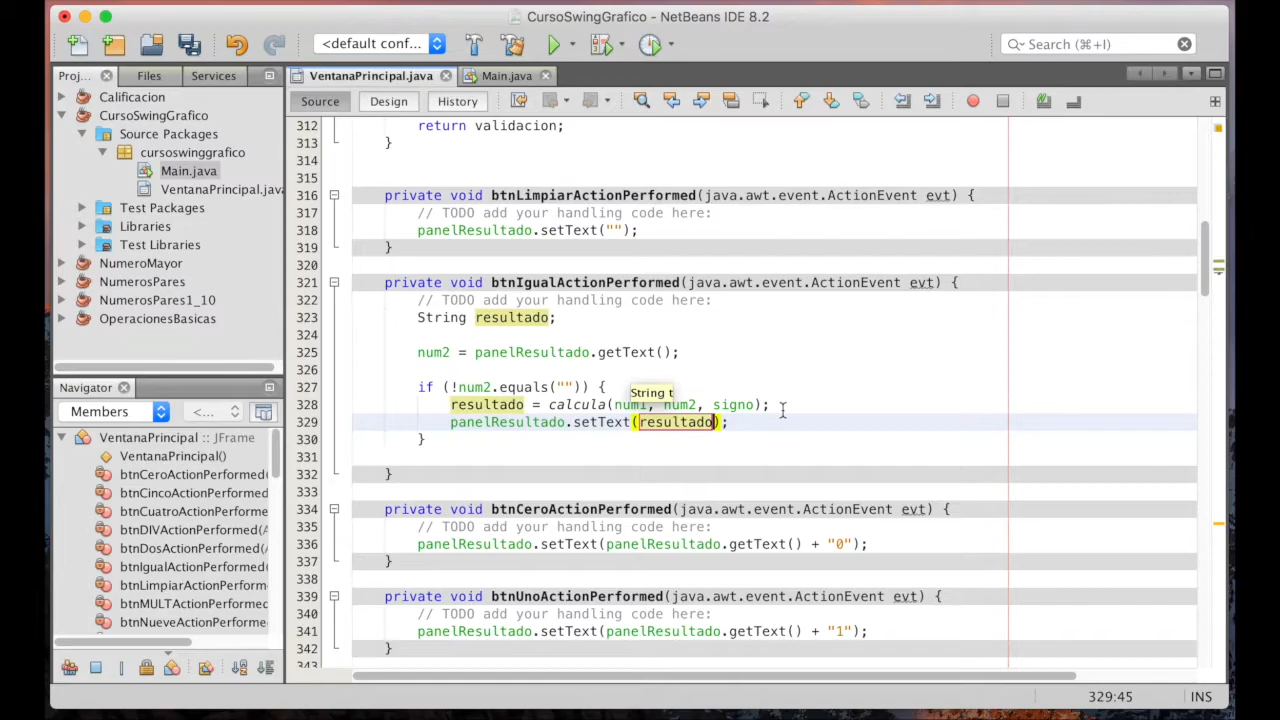 CursoSwingGrafico - NetBeans IDE 8.2
<default conf...
Search (⌘+I)
Proj...
Files
Services
VentanaPrincipal.java
Main.java
Calificacion
CursoSwingGrafico
Source Packages
cursoswinggrafico
Main.java
VentanaPrincipal.java
Test Packages
Libraries
Test Libraries
NumeroMayor
NumerosPares
NumerosPares1_10
OperacionesBasicas
Navigator
Members
<...
VentanaPrincipal :: JFrame
VentanaPrincipal()
btnCeroActionPerformed(
btnCincoActionPerformed
btnCuatroActionPerformed
btnDIVActionPerformed(A
btnDosActionPerformed(A
btnIgualActionPerformed(
btnLimpiarActionPerform
btnMULTActionPerformed
btnNueveActionPerforme
Source
Design
History
312 return validacion;
313 }
314
315
316 private void btnLimpiarActionPerformed(java.awt.event.ActionEvent evt) {
317 // TODO add your handling code here:
318 panelResultado.setText("");
319 }
320
321 private void btnIgualActionPerformed(java.awt.event.ActionEvent evt) {
322 // TODO add your handling code here:
323 String resultado;
324
325 num2 = panelResultado.getText();
326
327 if (!num2.equals("")) {
String t
328 resultado = calcula(num1, num2, signo);
329 panelResultado.setText(resultado);
330 }
331
332 }
333
334 private void btnCeroActionPerformed(java.awt.event.ActionEvent evt) {
335 // TODO add your handling code here:
336 panelResultado.setText(panelResultado.getText() + "0");
337 }
338
339 private void btnUnoActionPerformed(java.awt.event.ActionEvent evt) {
340 // TODO add your handling code here:
341 panelResultado.setText(panelResultado.getText() + "1");
342 }
343
329:45
INS